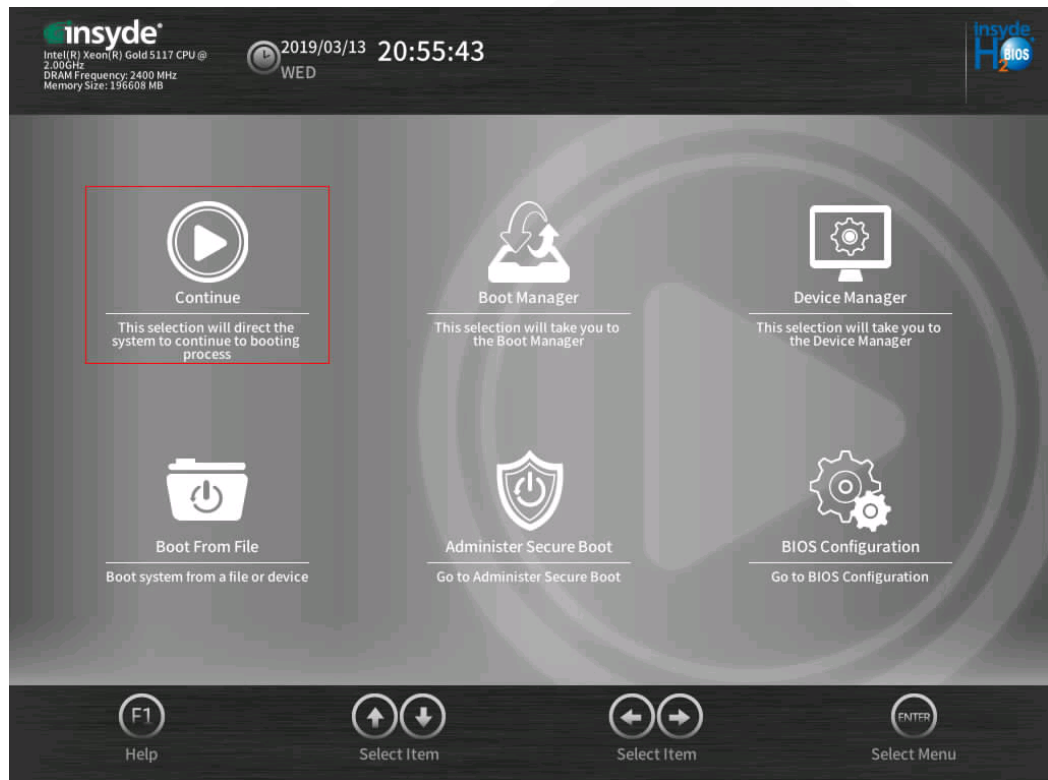 insyde
Intel(R) Xeon(R) Gold 5117 CPU @
2.00GHz
DRAM Frequency: 2400 MHz
Memory Size: 196608 MB
2019/03/13 20:55:43
WED
insyde
H2O BIOS
Continue
This selection will direct the
system to continue to booting
process
Boot Manager
This selection will take you to
the Boot Manager
Device Manager
This selection will take you to
the Device Manager
Boot From File
Boot system from a file or device
Administer Secure Boot
Go to Administer Secure Boot
BIOS Configuration
Go to BIOS Configuration
F1
Help
Select Item
Select Item
ENTER
Select Menu